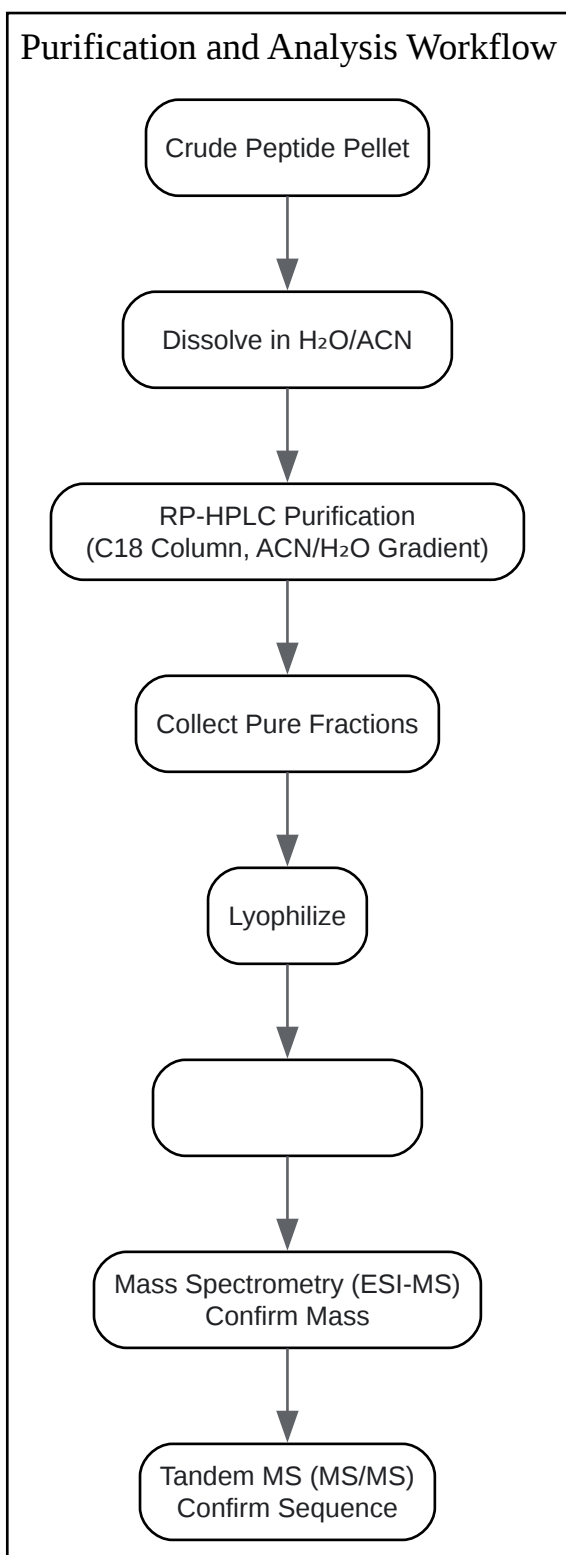 Purification and Analysis Workflow
Crude Peptide Pellet
Dissolve in H₂O/ACN
RP-HPLC Purification
(C18 Column, ACN/H₂O Gradient)
Collect Pure Fractions
Lyophilize
Mass Spectrometry (ESI-MS)
Confirm Mass
Tandem MS (MS/MS)
Confirm Sequence